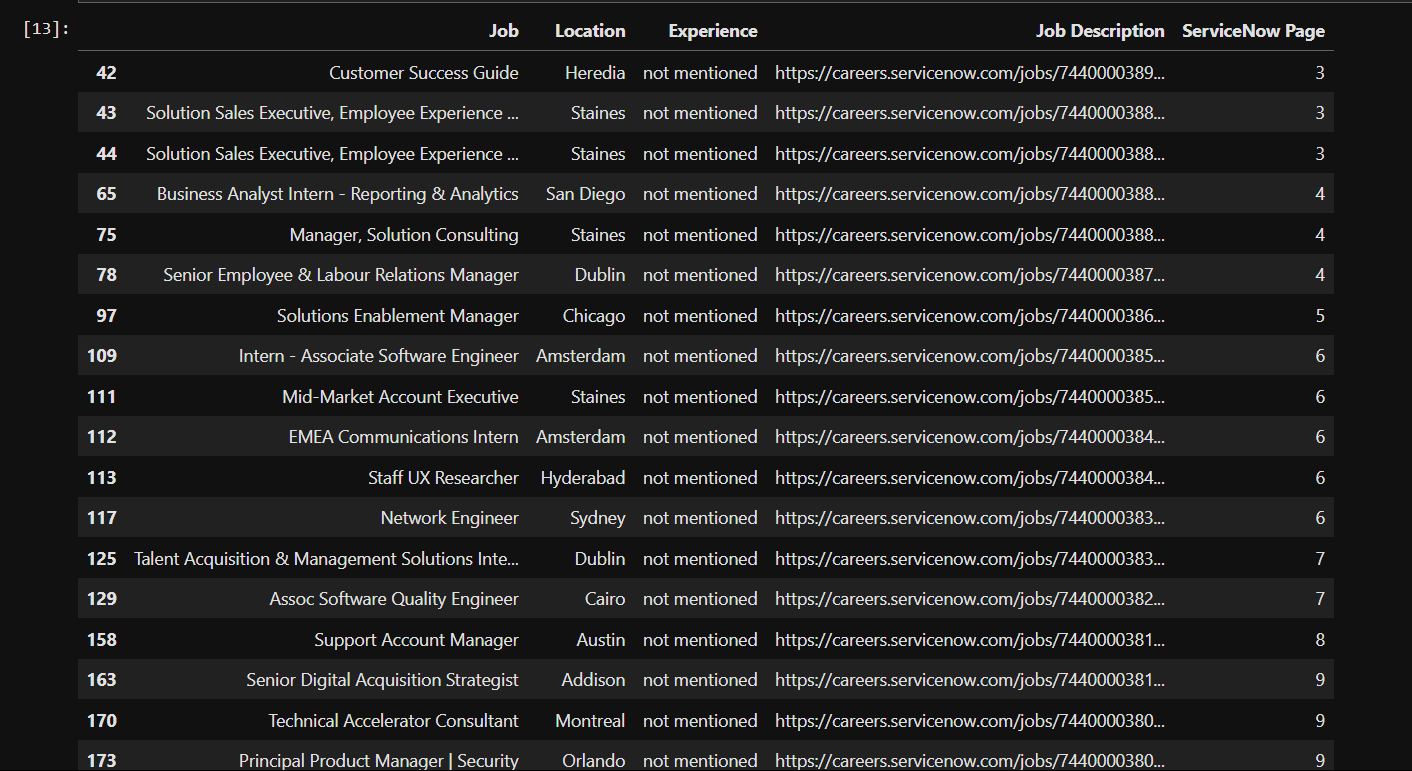 [13]:
Job Location Experience Job Description ServiceNow Page
42 Customer Success Guide Heredia not mentioned https://careers.servicenow.com/jobs/7440000389... 3
43 Solution Sales Executive, Employee Experience ... Staines not mentioned https://careers.servicenow.com/jobs/7440000388... 3
44 Solution Sales Executive, Employee Experience ... Staines not mentioned https://careers.servicenow.com/jobs/7440000388... 3
65 Business Analyst Intern - Reporting & Analytics San Diego not mentioned https://careers.servicenow.com/jobs/7440000388... 4
75 Manager, Solution Consulting Staines not mentioned https://careers.servicenow.com/jobs/7440000388... 4
78 Senior Employee & Labour Relations Manager Dublin not mentioned https://careers.servicenow.com/jobs/7440000387... 4
97 Solutions Enablement Manager Chicago not mentioned https://careers.servicenow.com/jobs/7440000386... 5
109 Intern - Associate Software Engineer Amsterdam not mentioned https://careers.servicenow.com/jobs/7440000385... 6
111 Mid-Market Account Executive Staines not mentioned https://careers.servicenow.com/jobs/7440000385... 6
112 EMEA Communications Intern Amsterdam not mentioned https://careers.servicenow.com/jobs/7440000384... 6
113 Staff UX Researcher Hyderabad not mentioned https://careers.servicenow.com/jobs/7440000384... 6
117 Network Engineer Sydney not mentioned https://careers.servicenow.com/jobs/7440000383... 6
125 Talent Acquisition & Management Solutions Inte... Dublin not mentioned https://careers.servicenow.com/jobs/7440000383... 7
129 Assoc Software Quality Engineer Cairo not mentioned https://careers.servicenow.com/jobs/7440000382... 7
158 Support Account Manager Austin not mentioned https://careers.servicenow.com/jobs/7440000381... 8
163 Senior Digital Acquisition Strategist Addison not mentioned https://careers.servicenow.com/jobs/7440000381... 9
170 Technical Accelerator Consultant Montreal not mentioned https://careers.servicenow.com/jobs/7440000380... 9
173 Principal Product Manager | Security Orlando not mentioned https://careers.servicenow.com/jobs/7440000380... 9